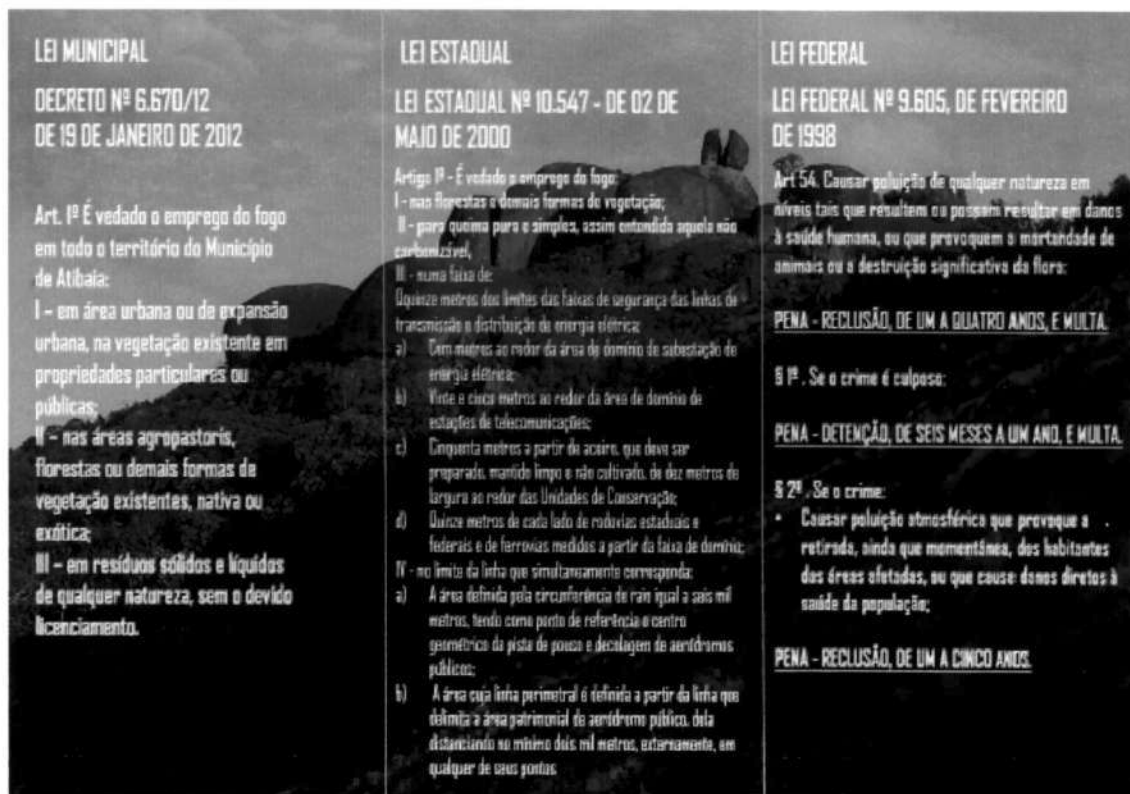 LEI MUNICIPAL
DECRETO Nº 6.670/12
DE 19 DE JANEIRO DE 2012
Art. 1º É vedado o emprego do fogo
em todo o território do Município
de Atibaia:
I – em área urbana ou de expansão
urbana, na vegetação existente em
propriedades particulares ou
públicas;
II – nas áreas agropastoris,
florestas ou demais formas de
vegetação existentes, nativa ou
exótica;
III – em resíduos sólidos e líquidos
de qualquer natureza, sem o devido
licenciamento.
LEI ESTADUAL
LEI ESTADUAL Nº 10.547 - DE 02 DE
MAIO DE 2000
Artigo 1º - É vedado o emprego do fogo:
I - nas florestas e demais formas de vegetação;
II - para queima pura e simples, assim entendida aquela não
carbonizável,
III - numa faixa de:
Qquinze metros dos limites das faixas de segurança das linhas de
transmissão e distribuição de energia elétrica;
a) Cem metros ao redor da área de domínio de subestação de
energia elétrica;
b) Vinte e cinco metros ao redor da área de domínio de
estações de telecomunicações;
c) Cinquenta metros a partir de aceiro, que deve ser
preparado, mantido limpo e não cultivado, de dez metros de
largura ao redor das Unidades de Conservação;
d) Quinze metros de cada lado de rodovias estaduais e
federais e de ferrovias medidos a partir da faixa de domínio;
IV - no limite da linha que simultaneamente corresponda:
a) A área definida pela circunferência de rain igual a seis mil
metros, tendo como ponto de referência o centro
geométrico da pista de pouso e decolagem de aeródromos
públicos;
b) A área cuja linha perimetral é definida a partir da linha que
delimita a área patrimonial de aeródromo público, dela
distanciando no mínimo dois mil metros, externamente, em
qualquer de seus pontos
LEI FEDERAL
LEI FEDERAL Nº 9.605, DE FEVEREIRO
DE 1998
Art 54. Causar poluição de qualquer natureza em
níveis tais que resultem ou possam resultar em danos
à saúde humana, ou que provoquem a mortandade de
animais ou a destruição significativa da flora:
PENA - RECLUSÃO, DE UM A QUATRO ANOS, E MULTA.
§ 1º . Se o crime é culposo:
PENA - DETENÇÃO, DE SEIS MESES A UM ANO, E MULTA.
§ 2º . Se o crime:
• Causar poluição atmosférica que provoque a
retirada, ainda que momentânea, dos habitantes
das áreas afetadas, ou que cause danos diretos à
saúde da população;
PENA - RECLUSÃO, DE UM A CINCO ANOS.